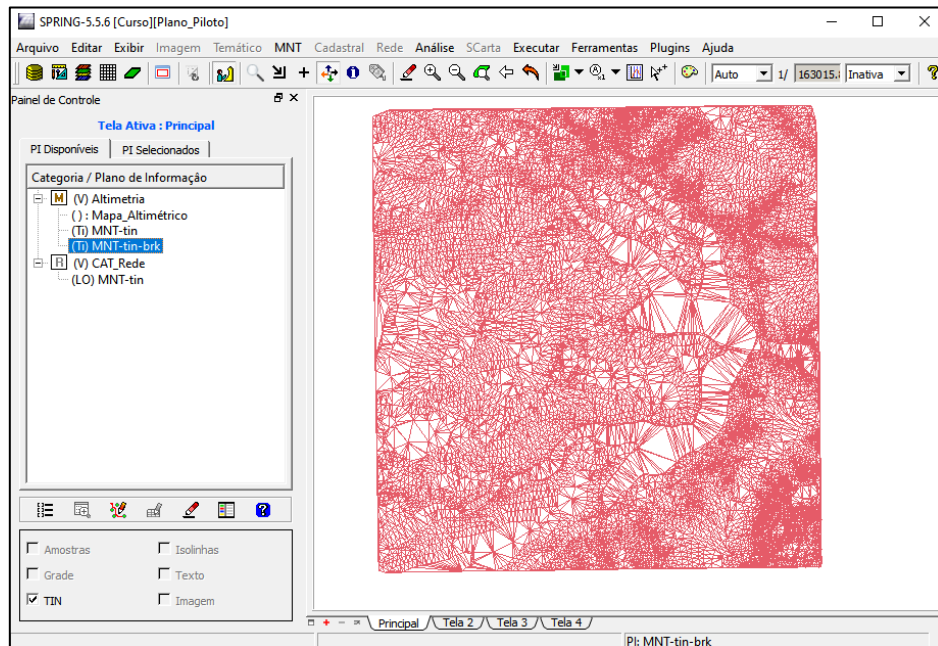 SPRING-5.5.6 [Curso][Plano_Piloto]
Arquivo Editar Exibir Imagem Temático MNT Cadastral Rede Análise SCarta Executar Ferramentas Plugins Ajuda
Auto 1/ 163015. Inativa
Painel de Controle
Tela Ativa : Principal
PI Disponíveis PI Selecionados
Categoria / Plano de Informação
M (V) Altimetria
( ) : Mapa_Altimétrico
(Ti) MNT-tin
(Ti) MNT-tin-brk
R (V) CAT_Rede
(LO) MNT-tin
Amostras Isolinhas
Grade Texto
TIN Imagem
Principal Tela 2 Tela 3 Tela 4
PI: MNT-tin-brk